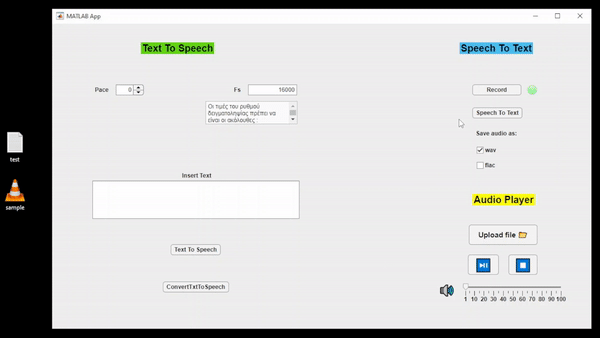 MATLAB App
Text To Speech
Speech To Text
Pace 0
Fs 16000
Οι τιμές του ρυθμού
δειγματοληψίας πρέπει να
είναι οι ακόλουθες :
Record
Speech To Text
Save audio as:
wav
flac
test
sample
Insert Text
Text To Speech
ConvertTxtToSpeech
Audio Player
Upload file
1 10 20 30 40 50 60 70 80 90 100